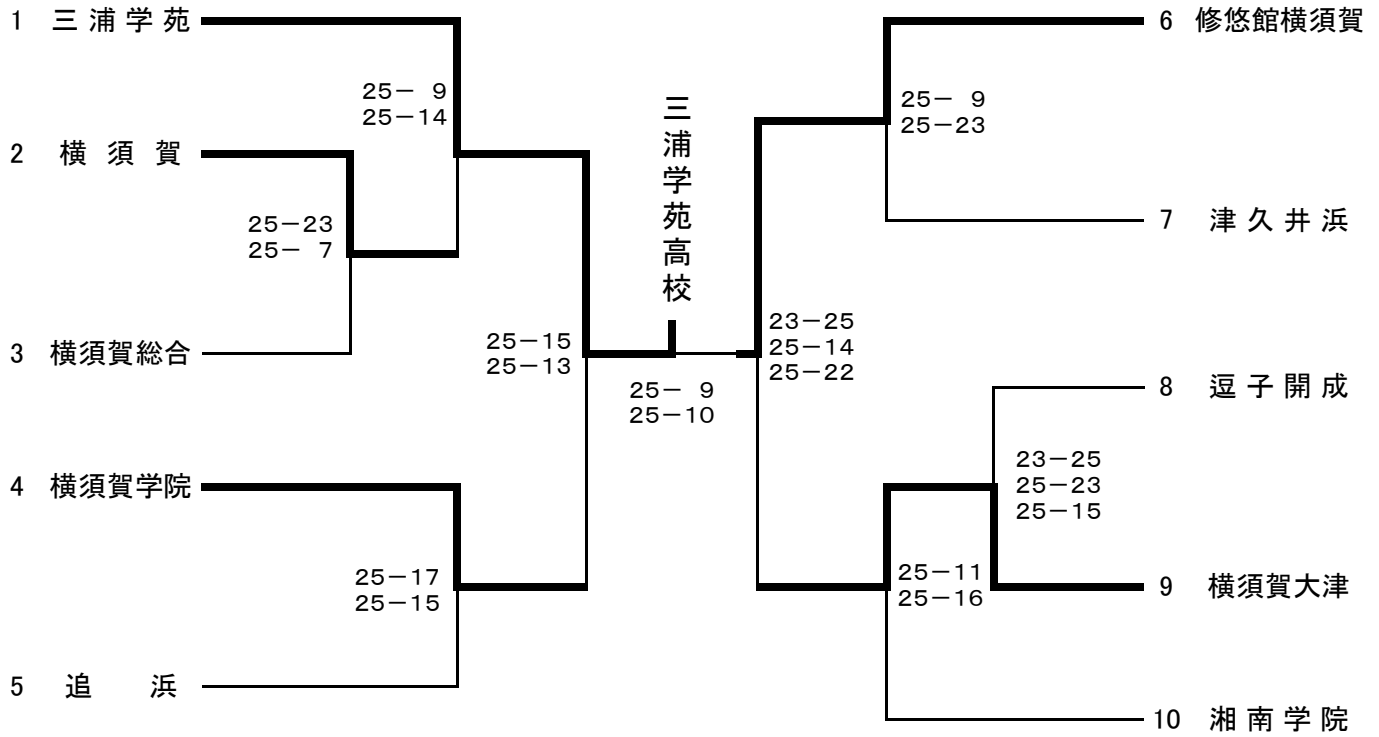 1 三浦学苑
25－ 9
25－14
2 横須賀
25－23
25－ 7
3 横須賀総合
25－15
25－13
4 横須賀学院
25－17
25－15
5 追浜
三浦学苑高校
25－ 9
25－10
6 修悠館横須賀
25－ 9
25－23
7 津久井浜
23－25
25－14
25－22
8 逗子開成
23－25
25－23
25－15
9 横須賀大津
25－11
25－16
10 湘南学院